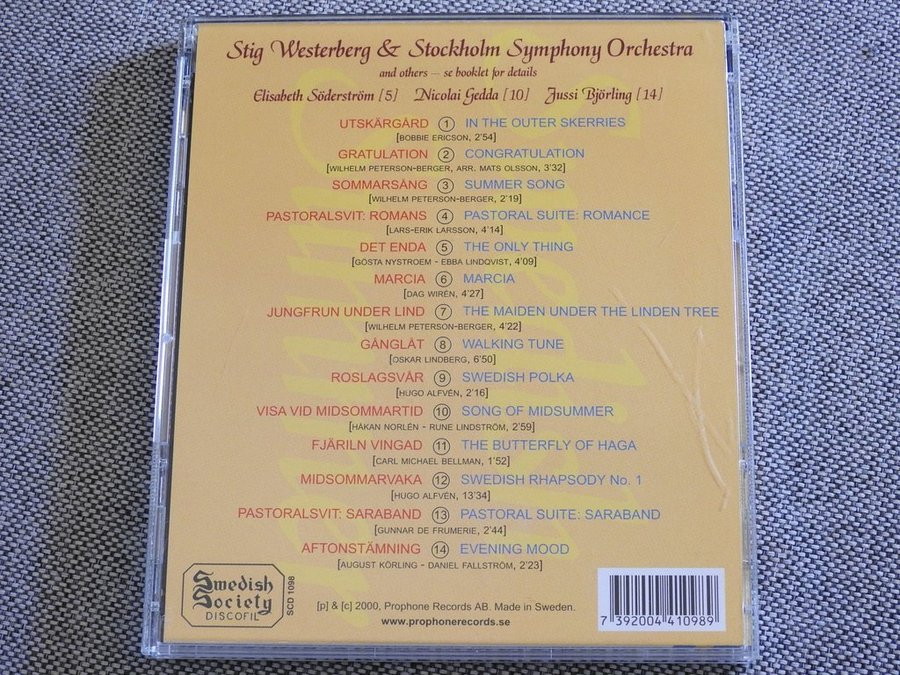 Stig Westerberg & Stockholm Symphony Orchestra
and others - se booklet for details
Elisabeth Söderström [5] Nicolai Gedda [10] Jussi Björling [14]
UTSKÄRGÅRD 1 IN THE OUTER SKERRIES
[BOBBIE ERICSON, 2'54]
GRATULATION 2 CONGRATULATION
[WILHELM PETERSON-BERGER, ARR. MATS OLSSON, 3'32]
SOMMARSÅNG 3 SUMMER SONG
[WILHELM PETERSON-BERGER, 2'19]
PASTORALSVIT: ROMANS 4 PASTORAL SUITE: ROMANCE
[LARS-ERIK LARSSON, 4'14]
DET ENDA 5 THE ONLY THING
[GÖSTA NYSTROEM - EBBA LINDQVIST, 4'09]
MARCIA 6 MARCIA
[DAG WIRÉN, 4'27]
JUNGFRUN UNDER LIND 7 THE MAIDEN UNDER THE LINDEN TREE
[WILHELM PETERSON-BERGER, 4'22]
GÅNGLÅT 8 WALKING TUNE
[OSKAR LINDBERG, 6'50]
ROSLAGSVÅR 9 SWEDISH POLKA
[HUGO ALFVÉN, 2'16]
VISA VID MIDSOMMARTID 10 SONG OF MIDSUMMER
[HÅKAN NORLÉN - RUNE LINDSTRÖM, 2'59]
FJÄRILN VINGAD 11 THE BUTTERFLY OF HAGA
[CARL MICHAEL BELLMAN, 1'52]
MIDSOMMARVAKA 12 SWEDISH RHAPSODY No. 1
[HUGO ALFVÉN, 13'34]
PASTORALSVIT: SARABAND 13 PASTORAL SUITE: SARABAND
[GUNNAR DE FRUMERIE, 2'44]
AFTONSTÄMNING 14 EVENING MOOD
[AUGUST KÖRLING - DANIEL FALLSTRÖM, 2'23]
Swedish
Society
DISCOFIL
SCD 1098
[p] & [c] 2000, Prophone Records AB. Made in Sweden.
www.prophonerecords.se
7 392004 410989